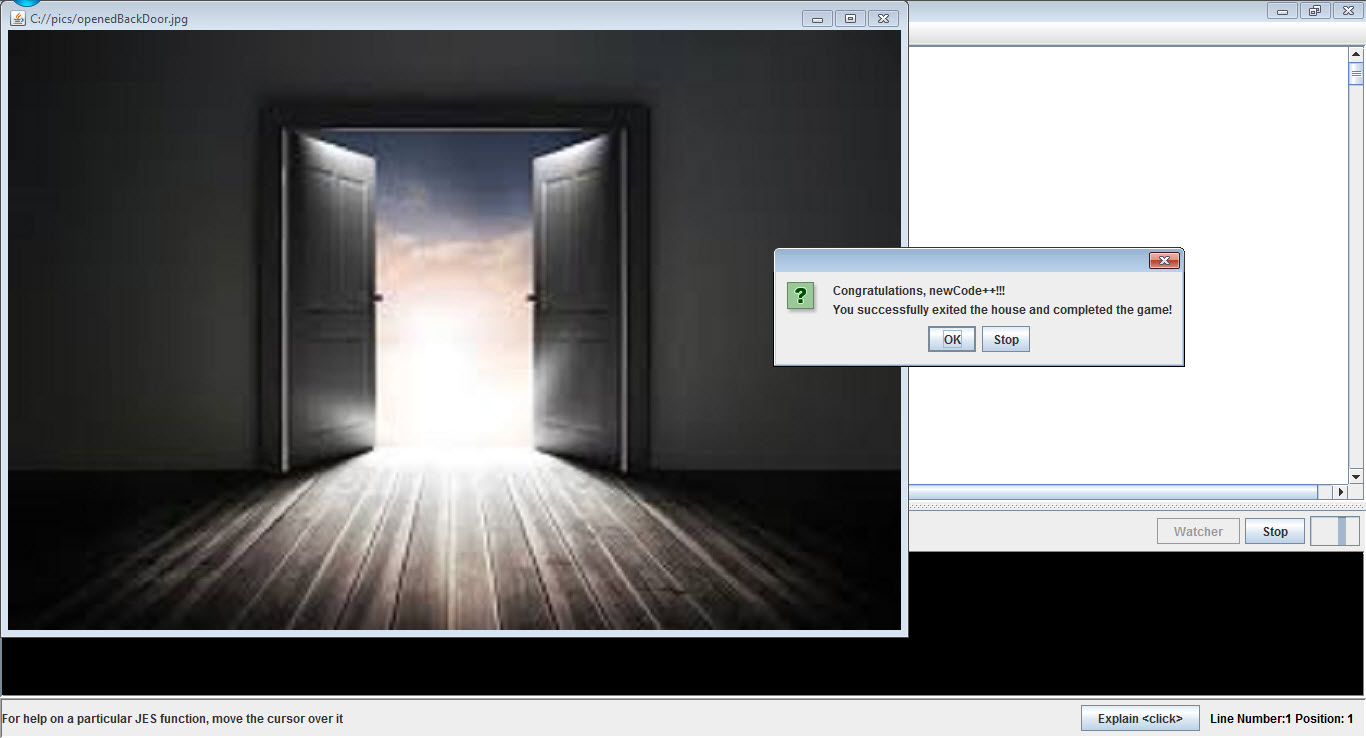 C://pics/openedBackDoor.jpg
Congratulations, newCode++!!!
?
You successfully exited the house and completed the game!
OK Stop
Watcher Stop
For help on a particular JES function, move the cursor over it
Explain <click> Line Number:1 Position: 1